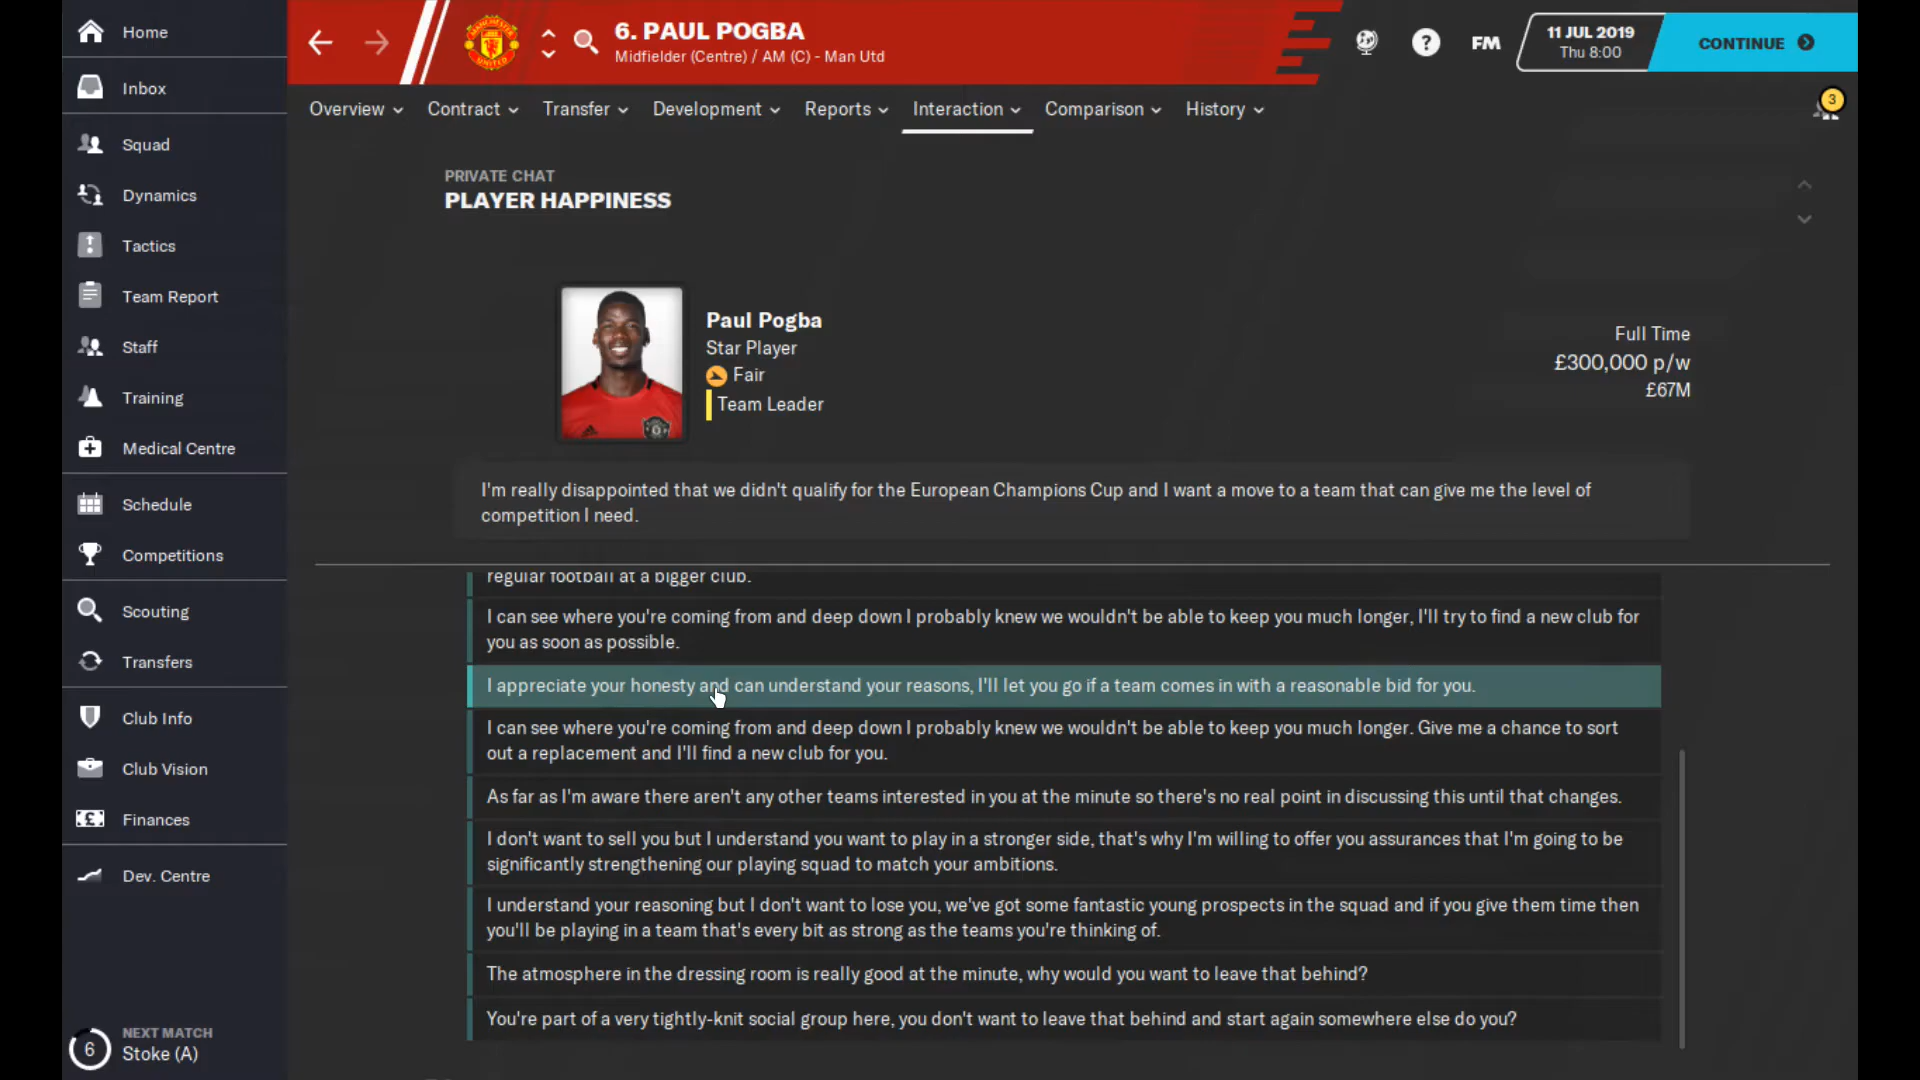 Home
Inbox
Squad
Dynamics
Tactics
Team Report
Staff
Training
Medical Centre
Schedule
Competitions
Scouting
Transfers
Club Info
Club Vision
Finances
Dev. Centre
6
NEXT MATCH
Stoke (A)
6. PAUL POGBA
Midfielder (Centre) / AM (C) - Man Utd
FM
11 JUL 2019
Thu 8:00
CONTINUE
Overview
Contract
Transfer
Development
Reports
Interaction
Comparison
History
3
PRIVATE CHAT
PLAYER HAPPINESS
Paul Pogba
Star Player
Fair
Team Leader
Full Time
£300,000 p/w
£67M
I'm really disappointed that we didn't qualify for the European Champions Cup and I want a move to a team that can give me the level of
competition I need.
regular football at a bigger club.
I can see where you're coming from and deep down I probably knew we wouldn't be able to keep you much longer, I'll try to find a new club for
you as soon as possible.
I appreciate your honesty and can understand your reasons, I'll let you go if a team comes in with a reasonable bid for you.
I can see where you're coming from and deep down I probably knew we wouldn't be able to keep you much longer. Give me a chance to sort
out a replacement and I'll find a new club for you.
As far as I'm aware there aren't any other teams interested in you at the minute so there's no real point in discussing this until that changes.
I don't want to sell you but I understand you want to play in a stronger side, that's why I'm willing to offer you assurances that I'm going to be
significantly strengthening our playing squad to match your ambitions.
I understand your reasoning but I don't want to lose you, we've got some fantastic young prospects in the squad and if you give them time then
you'll be playing in a team that's every bit as strong as the teams you're thinking of.
The atmosphere in the dressing room is really good at the minute, why would you want to leave that behind?
You're part of a very tightly-knit social group here, you don't want to leave that behind and start again somewhere else do you?